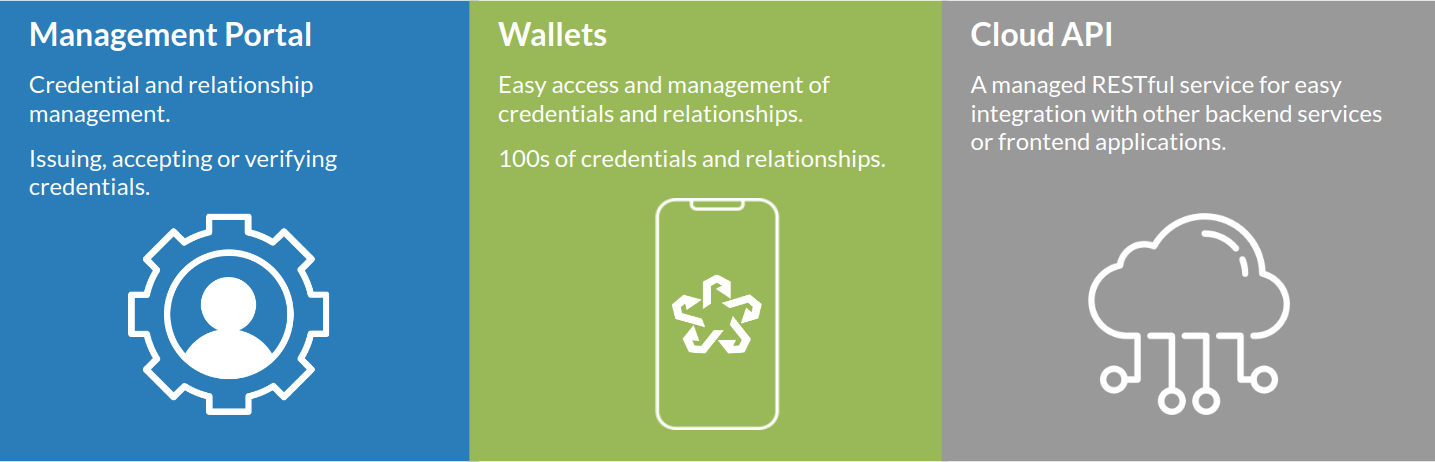 Management Portal
Credential and relationship
management.
Issuing, accepting or verifying
credentials.
Wallets
Easy access and management of
credentials and relationships.
100s of credentials and relationships.
Cloud API
A managed RESTful service for easy
integration with other backend services
or frontend applications.